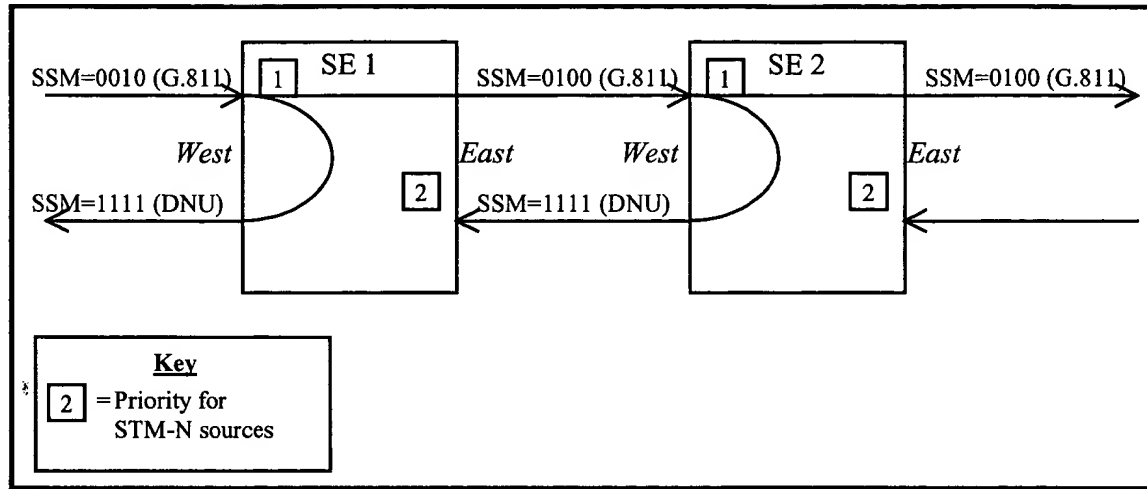 SSM=0010 (G.811)
1
SE 1
SSM=0100 (G.811)
1
SE 2
SSM=0100 (G.811)
West
East
West
East
SSM=1111 (DNU)
2
SSM=1111 (DNU)
2
Key
2 =Priority for
STM-N sources